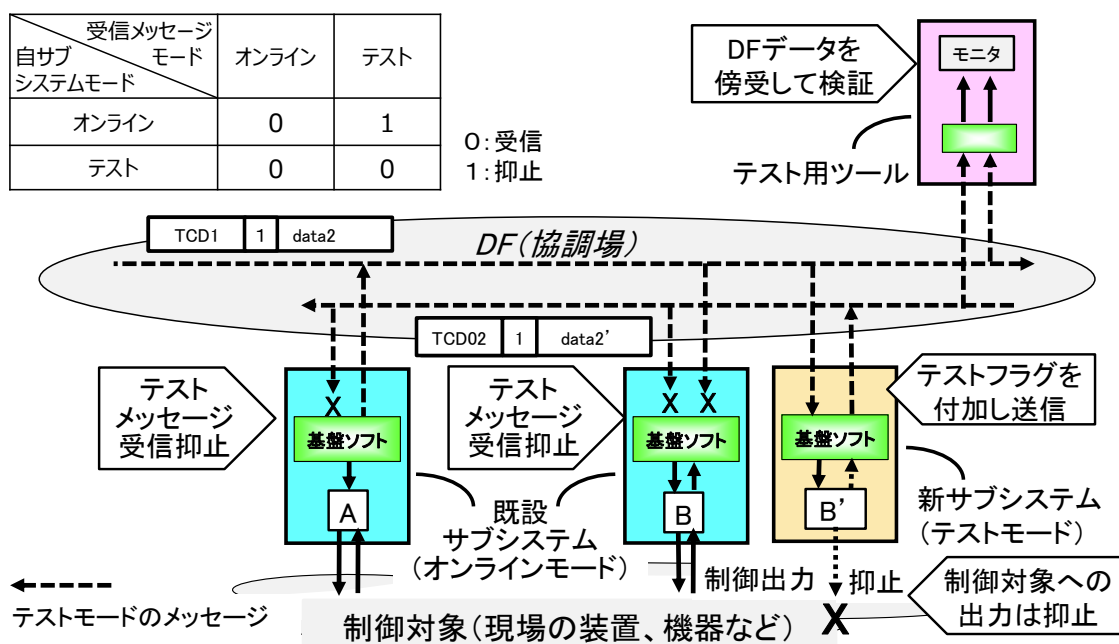 受信メッセージ
モード
自サブ
システムモード
オンライン
テスト
オンライン
0
1
テスト
0
0
0：受信
1：抑止
DFデータを
傍受して検証
モニタ
テスト用ツール
TCD1
1
data2
DF（協調場）
TCD02
1
data2’
テスト
メッセージ
受信抑止
X
基盤ソフト
A
テスト
メッセージ
受信抑止
X X
基盤ソフト
B
テストフラグを
付加し送信
基盤ソフト
B’
既設
サブシステム
（オンラインモード）
新サブシステム
（テストモード）
制御出力
抑止
X
制御対象への
出力は抑止
テストモードのメッセージ
制御対象（現場の装置、機器など）